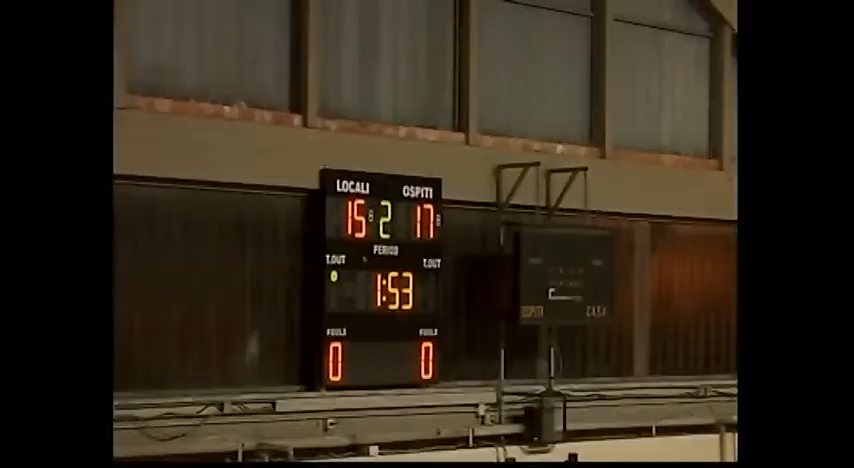 LOCALI OSPITI
15 2 17
PERIOD
T.OUT T.OUT
1:53
FOULS FOULS
0 0
OSPITI CASA